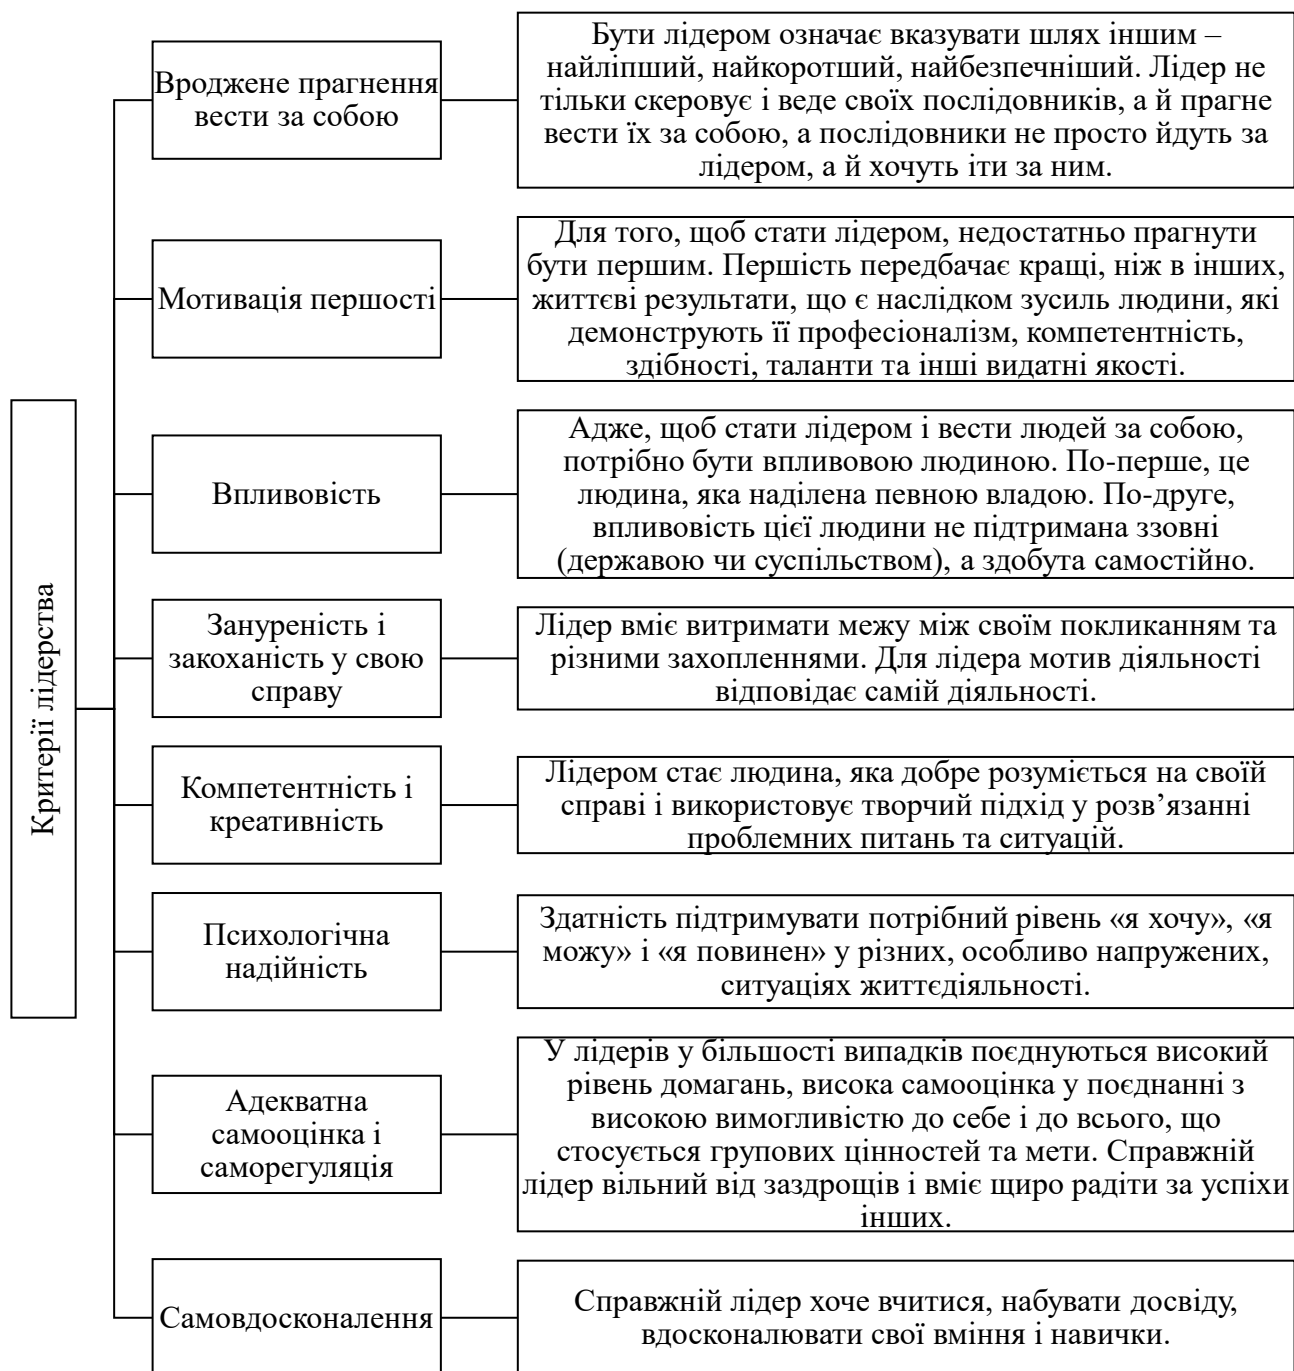 Критерії лідерства
Вроджене прагнення
вести за собою
Бути лідером означає вказувати шлях іншим –
найліпший, найкоротший, найбезпечніший. Лідер не
тільки скеровує і веде своїх послідовників, а й прагне
вести їх за собою, а послідовники не просто йдуть за
лідером, а й хочуть іти за ним.
Мотивація першості
Для того, щоб стати лідером, недостатньо прагнути
бути першим. Першість передбачає кращі, ніж в інших,
життєві результати, що є наслідком зусиль людини, які
демонструють її професіоналізм, компетентність,
здібності, таланти та інші видатні якості.
Впливовість
Адже, щоб стати лідером і вести людей за собою,
потрібно бути впливовою людиною. По-перше, це
людина, яка наділена певною владою. По-друге,
впливовість цієї людини не підтримана ззовні
(державою чи суспільством), а здобута самостійно.
Зануреність і
закоханість у свою
справу
Лідер вміє витримати межу між своїм покликанням та
різними захопленнями. Для лідера мотив діяльності
відповідає самій діяльності.
Компетентність і
креативність
Лідером стає людина, яка добре розуміється на своїй
справі і використовує творчий підхід у розв’язанні
проблемних питань та ситуацій.
Психологічна
надійність
Здатність підтримувати потрібний рівень «я хочу», «я
можу» і «я повинен» у різних, особливо напружених,
ситуаціях життєдіяльності.
Адекватна
самооцінка і
саморегуляція
У лідерів у більшості випадків поєднуються високий
рівень домагань, висока самооцінка у поєднанні з
високою вимогливістю до себе і до всього, що
стосується групових цінностей та мети. Справжній
лідер вільний від заздрощів і вміє щиро радіти за успіхи
інших.
Самовдосконалення
Справжній лідер хоче вчитися, набувати досвіду,
вдосконалювати свої вміння і навички.